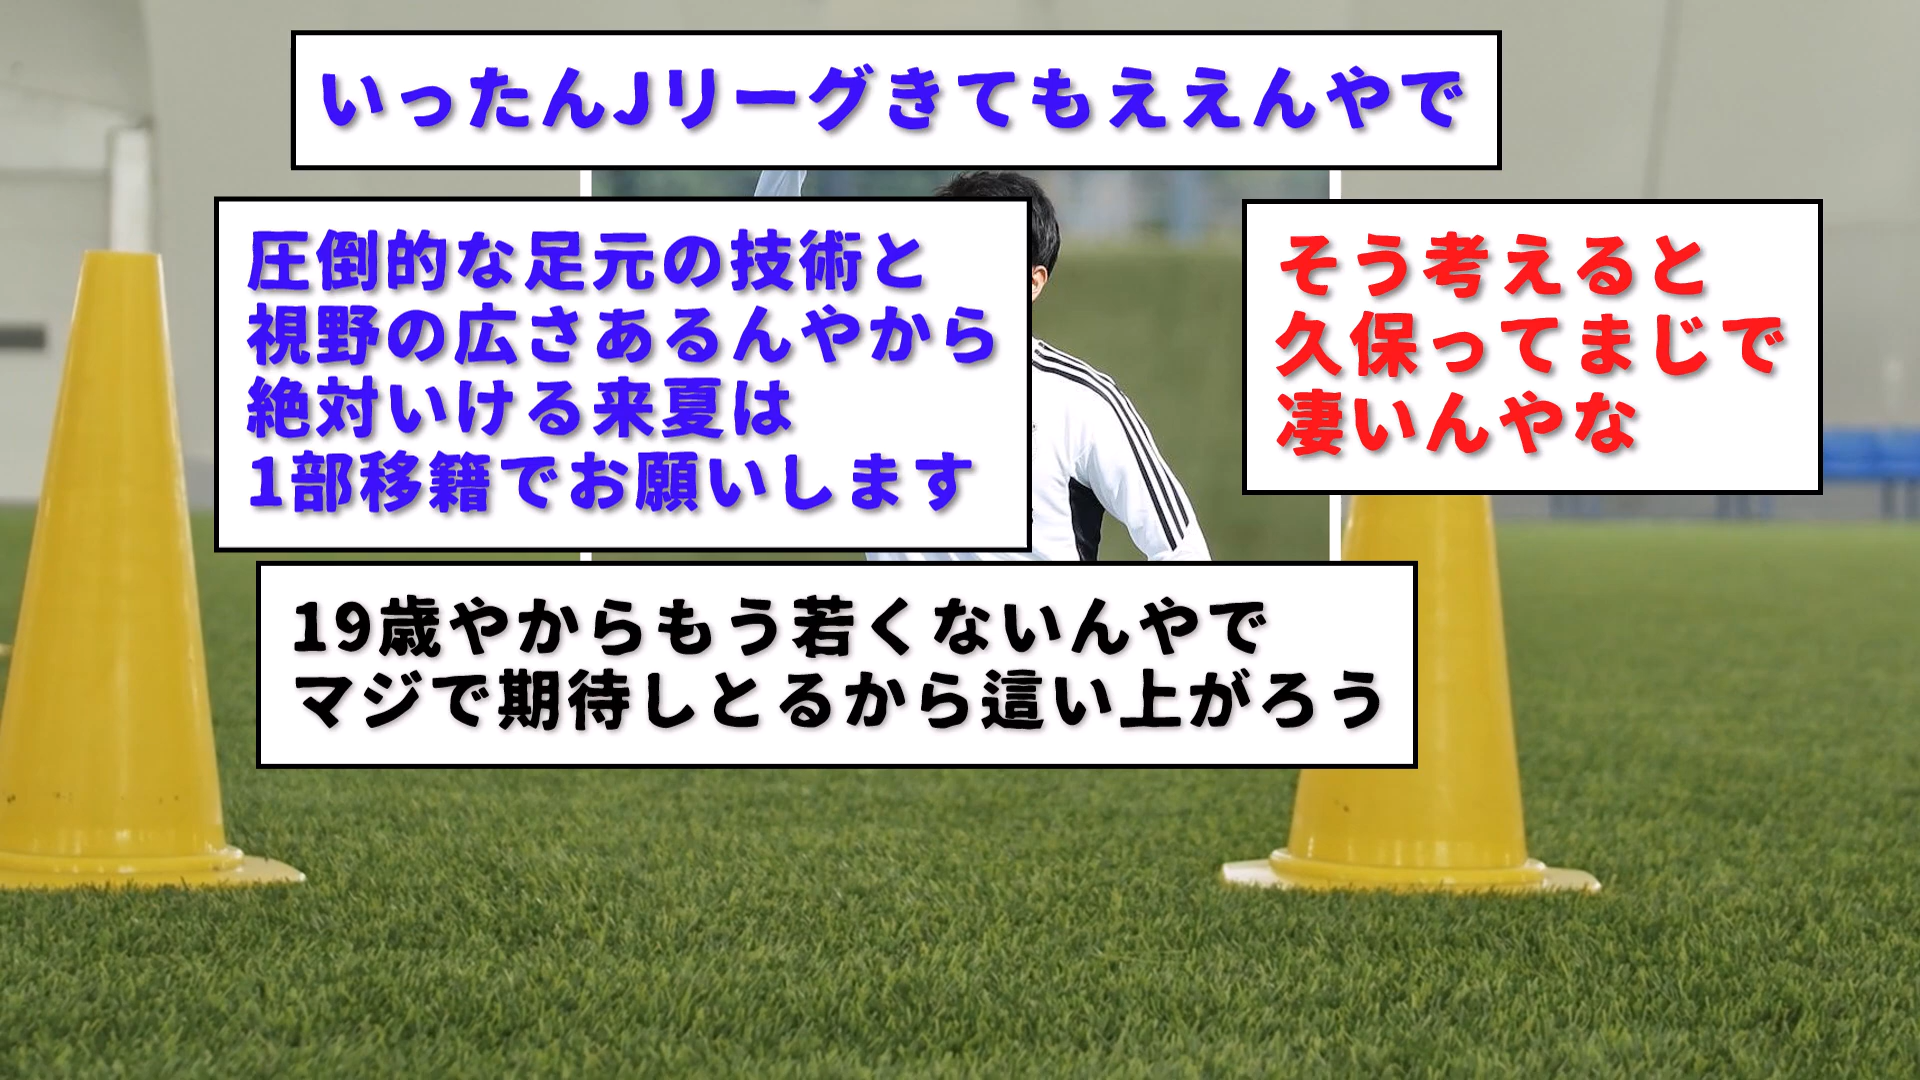 いったんJリーグきてもええんやで
圧倒的な足元の技術と
視野の広さあるんやから
絶対いける来夏は
1部移籍でお願いします
そう考えると
久保ってまじで
凄いんやな
19歳やからもう若くないんやで
マジで期待しとるから這い上がろう